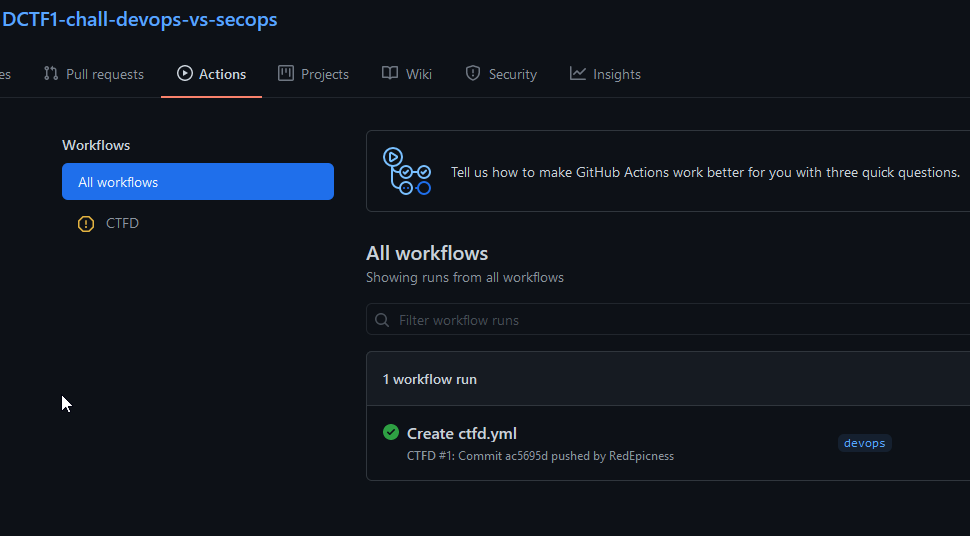 DCTF1-chall-devops-vs-secops
es Pull requests Actions Projects Wiki Security Insights
Workflows
All workflows
CTFD
Tell us how to make GitHub Actions work better for you with three quick questions.
All workflows
Showing runs from all workflows
Filter workflow runs
1 workflow run
Create ctfd.yml
CTFD #1: Commit ac5695d pushed by RedEpicness
devops